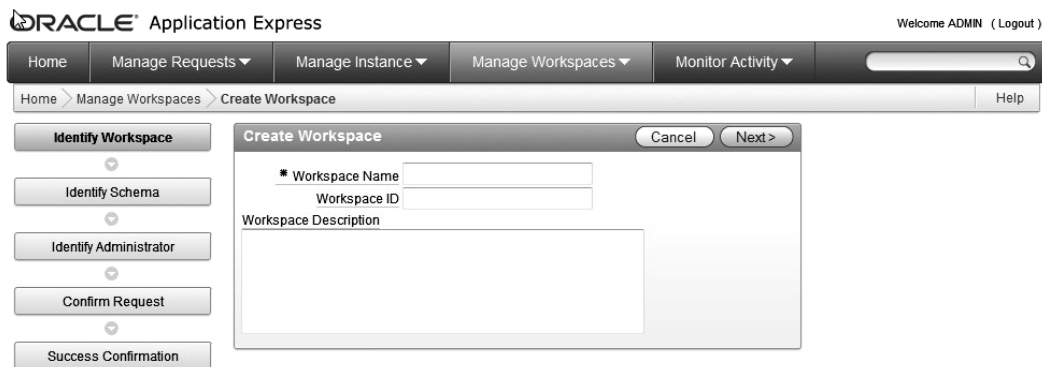 ORACLE Application Express
Welcome ADMIN ( Logout )
Home Manage Requests Manage Instance Manage Workspaces Monitor Activity
Home Manage Workspaces Create Workspace Help
Identify Workspace
Identify Schema
Identify Administrator
Confirm Request
Success Confirmation
Create Workspace Cancel Next >
* Workspace Name
Workspace ID
Workspace Description